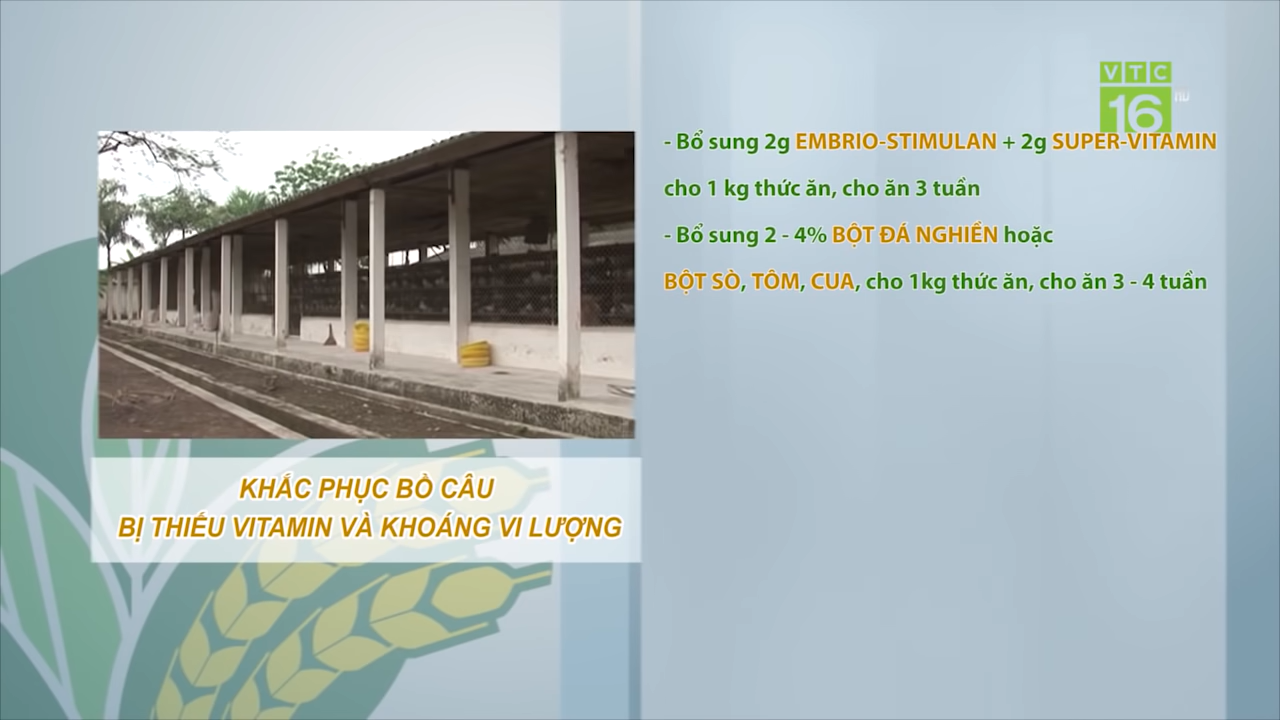 VTC
16
HD
- Bổ sung 2g EMBRIO-STIMULAN + 2g SUPER-VITAMIN
cho 1 kg thức ăn, cho ăn 3 tuần
- Bổ sung 2 - 4% BỘT ĐÁ NGHIỀN hoặc
BỘT SÒ, TÔM, CUA, cho 1kg thức ăn, cho ăn 3 - 4 tuần
KHẮC PHỤC BỒ CÂU
BỊ THIẾU VITAMIN VÀ KHOÁNG VI LƯỢNG